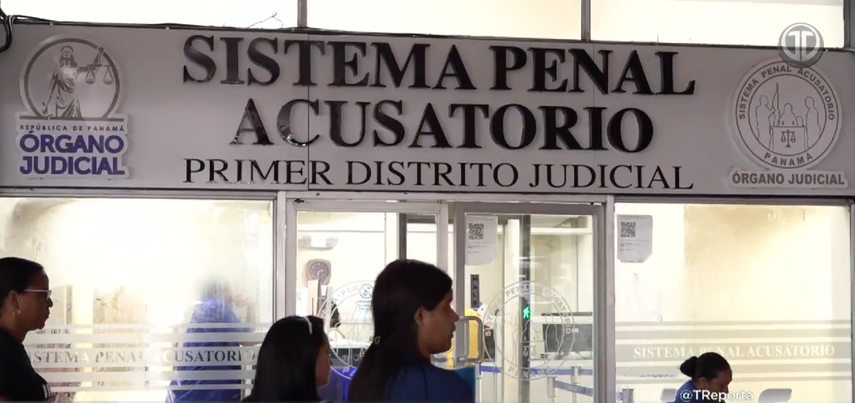 SISTEMA PENAL
ACUSATORIO
PRIMER DISTRITO JUDICIAL
REPÚBLICA DE PANAMÁ
ÓRGANO
JUDICIAL
SISTEMA PENAL ACUSATORIO
PANAMÁ
ÓRGANO JUDICIAL
SISTEMA PENAL ACUSATORIO
SISTEMA PENAL ACUSATORIO
@TReporta